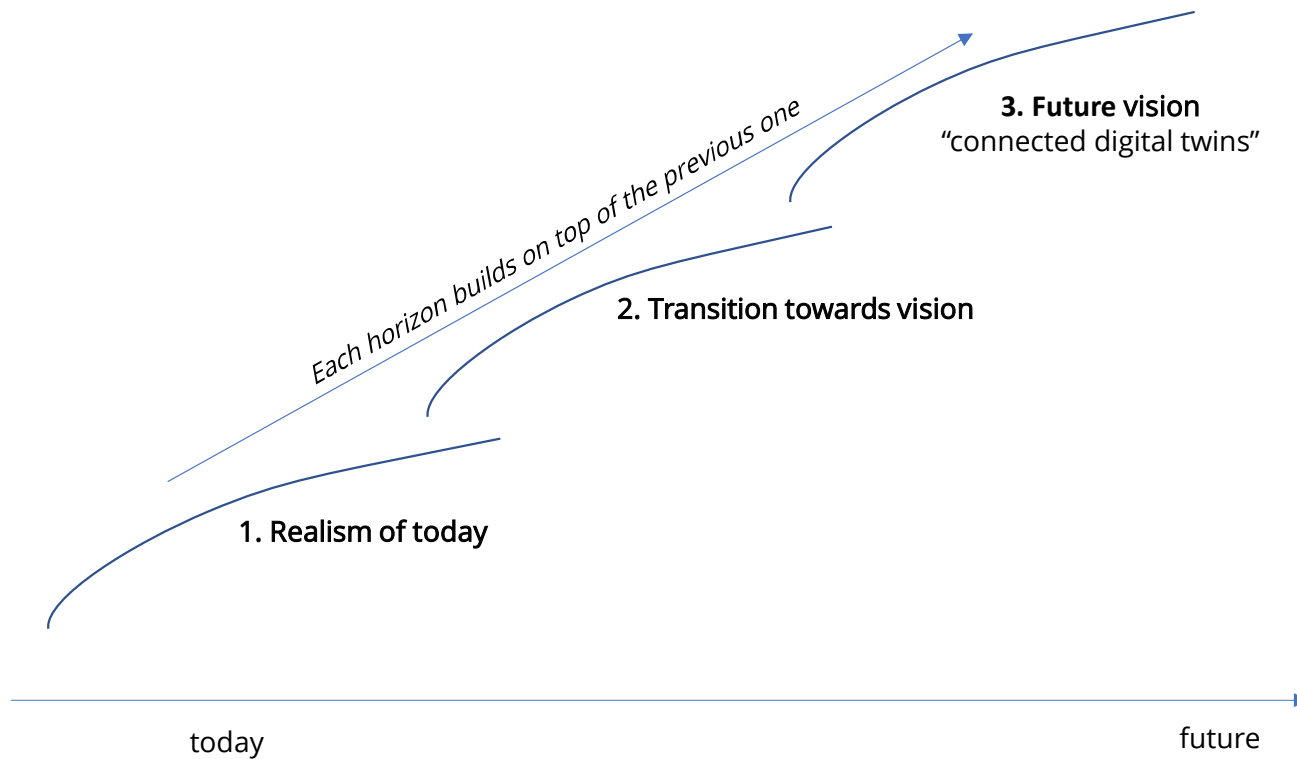 3. Future vision
“connected digital twins”
Each horizon builds on top of the previous one
2. Transition towards vision
1. Realism of today
today
future